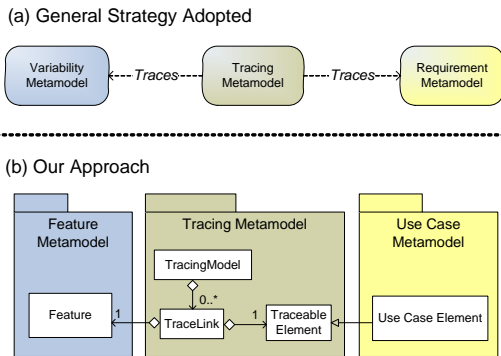 (a) General Strategy Adopted
Variability
Metamodel
Traces
Tracing
Metamodel
Traces
Requirement
Metamodel
(b) Our Approach
Feature
Metamodel
Tracing Metamodel
Use Case
Metamodel
TracingModel
0..*
Feature
1
TraceLink
1
Traceable
Element
Use Case Element